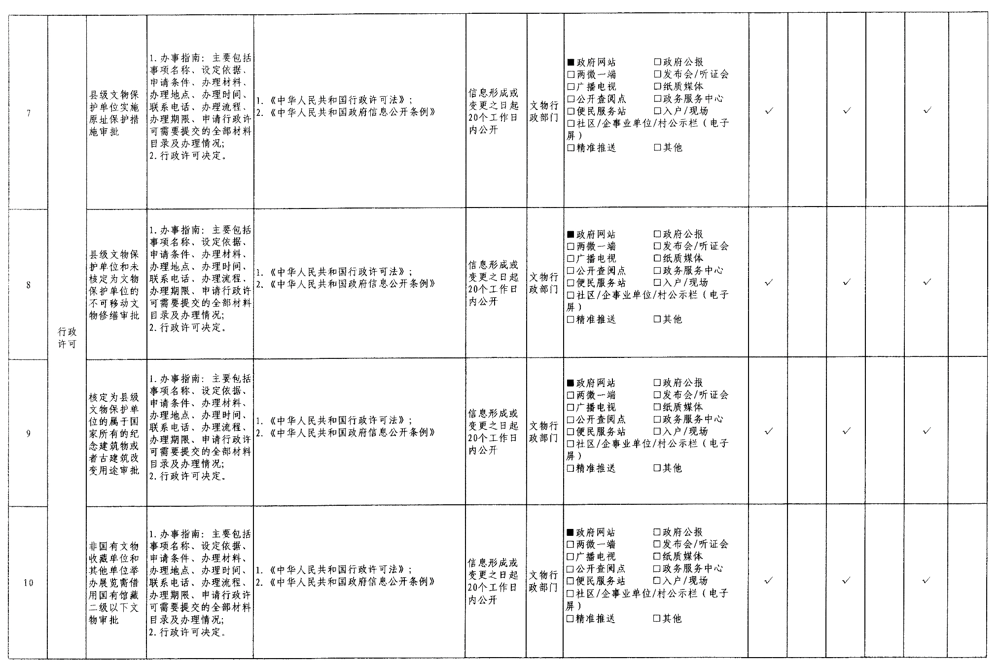 7
行政
许可
县级文物保
护单位实施
原址保护措
施审批
1.办事指南：主要包括
事项名称、设定依据、
申请条件、办理材料、
办理地点、办理时间、
联系电话、办理流程、
办理期限、申请行政许
可需要提交的全部材料
目录及办理情况；
2.行政许可决定。
1.《中华人民共和国行政许可法》；
2.《中华人民共和国政府信息公开条例》
信息形成或
变更之日起
20个工作日
内公开
文物行
政部门
■政府网站 □政府公报
□两微一端 □发布会/听证会
□广播电视 □纸质媒体
□公开查阅点 □政务服务中心
□便民服务站 □入户/现场
□社区/企事业单位/村公示栏（电子
屏）
□精准推送 □其他
√ √ √
8
县级文物保
护单位和未
核定为文物
保护单位的
不可移动文
物修缮审批
1.办事指南：主要包括
事项名称、设定依据、
申请条件、办理材料、
办理地点、办理时间、
联系电话、办理流程、
办理期限、申请行政许
可需要提交的全部材料
目录及办理情况；
2.行政许可决定。
1.《中华人民共和国行政许可法》；
2.《中华人民共和国政府信息公开条例》
信息形成或
变更之日起
20个工作日
内公开
文物行
政部门
■政府网站 □政府公报
□两微一端 □发布会/听证会
□广播电视 □纸质媒体
□公开查阅点 □政务服务中心
□便民服务站 □入户/现场
□社区/企事业单位/村公示栏（电子
屏）
□精准推送 □其他
√ √ √
9
核定为县级
文物保护单
位的属于国
家所有的纪
念建筑物或
者古建筑改
变用途审批
1.办事指南：主要包括
事项名称、设定依据、
申请条件、办理材料、
办理地点、办理时间、
联系电话、办理流程、
办理期限、申请行政许
可需要提交的全部材料
目录及办理情况；
2.行政许可决定。
1.《中华人民共和国行政许可法》；
2.《中华人民共和国政府信息公开条例》
信息形成或
变更之日起
20个工作日
内公开
文物行
政部门
■政府网站 □政府公报
□两微一端 □发布会/听证会
□广播电视 □纸质媒体
□公开查阅点 □政务服务中心
□便民服务站 □入户/现场
□社区/企事业单位/村公示栏（电子
屏）
□精准推送 □其他
√ √ √
10
非国有文物
收藏单位和
其他单位举
办展览需借
用国有馆藏
二级以下文
物审批
1.办事指南：主要包括
事项名称、设定依据、
申请条件、办理材料、
办理地点、办理时间、
联系电话、办理流程、
办理期限、申请行政许
可需要提交的全部材料
目录及办理情况；
2.行政许可决定。
1.《中华人民共和国行政许可法》；
2.《中华人民共和国政府信息公开条例》
信息形成或
变更之日起
20个工作日
内公开
文物行
政部门
■政府网站 □政府公报
□两微一端 □发布会/听证会
□广播电视 □纸质媒体
□公开查阅点 □政务服务中心
□便民服务站 □入户/现场
□社区/企事业单位/村公示栏（电子
屏）
□精准推送 □其他
√ √ √